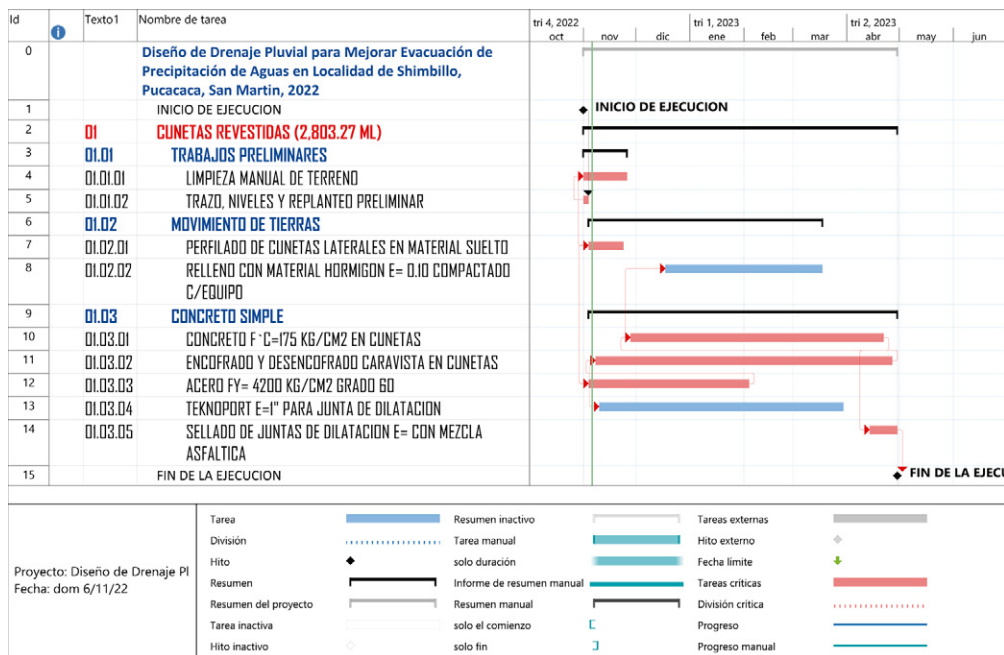 Id Texto1 Nombre de tarea tri 4, 2022 tri 1, 2023 tri 2, 2023
oct nov dic ene feb mar abr may jun
0 Diseño de Drenaje Pluvial para Mejorar Evacuación de
Precipitación de Aguas en Localidad de Shimbillo,
Pucacaca, San Martin, 2022
1 INICIO DE EJECUCION INICIO DE EJECUCION
2 01 CUNETAS REVESTIDAS (2,803.27 ML)
3 01.01 TRABAJOS PRELIMINARES
4 01.01.01 LIMPIEZA MANUAL DE TERRENO
5 01.01.02 TRAZO, NIVELES Y REPLANTEO PRELIMINAR
6 01.02 MOVIMIENTO DE TIERRAS
7 01.02.01 PERFILADO DE CUNETAS LATERALES EN MATERIAL SUELTO
8 01.02.02 RELLENO CON MATERIAL HORMIGON E= 0.10 COMPACTADO
C/EQUIPO
9 01.03 CONCRETO SIMPLE
10 01.03.01 CONCRETO F`C=175 KG/CM2 EN CUNETAS
11 01.03.02 ENCOFRADO Y DESENCOFRADO CARAVISTA EN CUNETAS
12 01.03.03 ACERO FY= 4200 KG/CM2 GRADO 60
13 01.03.04 TEKNOPORT E=1" PARA JUNTA DE DILATACION
14 01.03.05 SELLADO DE JUNTAS DE DILATACION E= CON MEZCLA
ASFALTICA
15 FIN DE LA EJECUCION FIN DE LA EJECU
Proyecto: Diseño de Drenaje Pl
Fecha: dom 6/11/22
Tarea Resumen inactivo Tareas externas
División Tarea manual Hito externo
Hito solo duración Fecha límite
Resumen Informe de resumen manual Tareas críticas
Resumen del proyecto Resumen manual División crítica
Tarea inactiva solo el comienzo Progreso
Hito inactivo solo fin Progreso manual